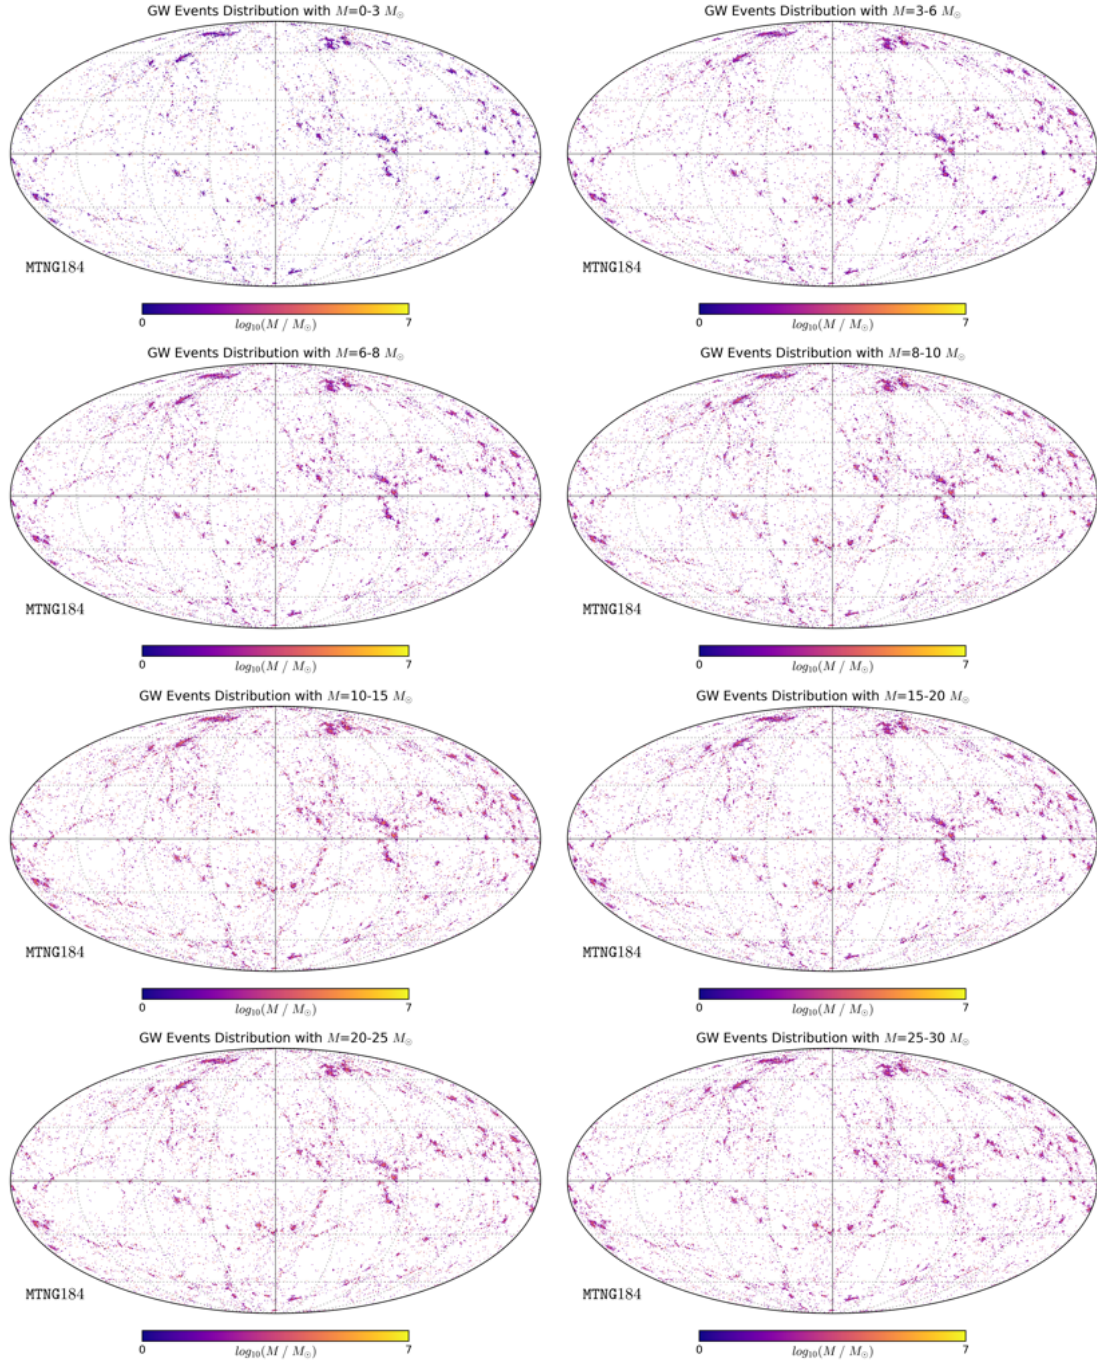 GW Events Distribution with M=0-3 M☉
GW Events Distribution with M=3-6 M☉
MTNG184
MTNG184
0 7
log10(M / M☉)
0 7
log10(M / M☉)
GW Events Distribution with M=6-8 M☉
GW Events Distribution with M=8-10 M☉
MTNG184
MTNG184
0 7
log10(M / M☉)
0 7
log10(M / M☉)
GW Events Distribution with M=10-15 M☉
GW Events Distribution with M=15-20 M☉
MTNG184
MTNG184
0 7
log10(M / M☉)
0 7
log10(M / M☉)
GW Events Distribution with M=20-25 M☉
GW Events Distribution with M=25-30 M☉
MTNG184
MTNG184
0 7
log10(M / M☉)
0 7
log10(M / M☉)